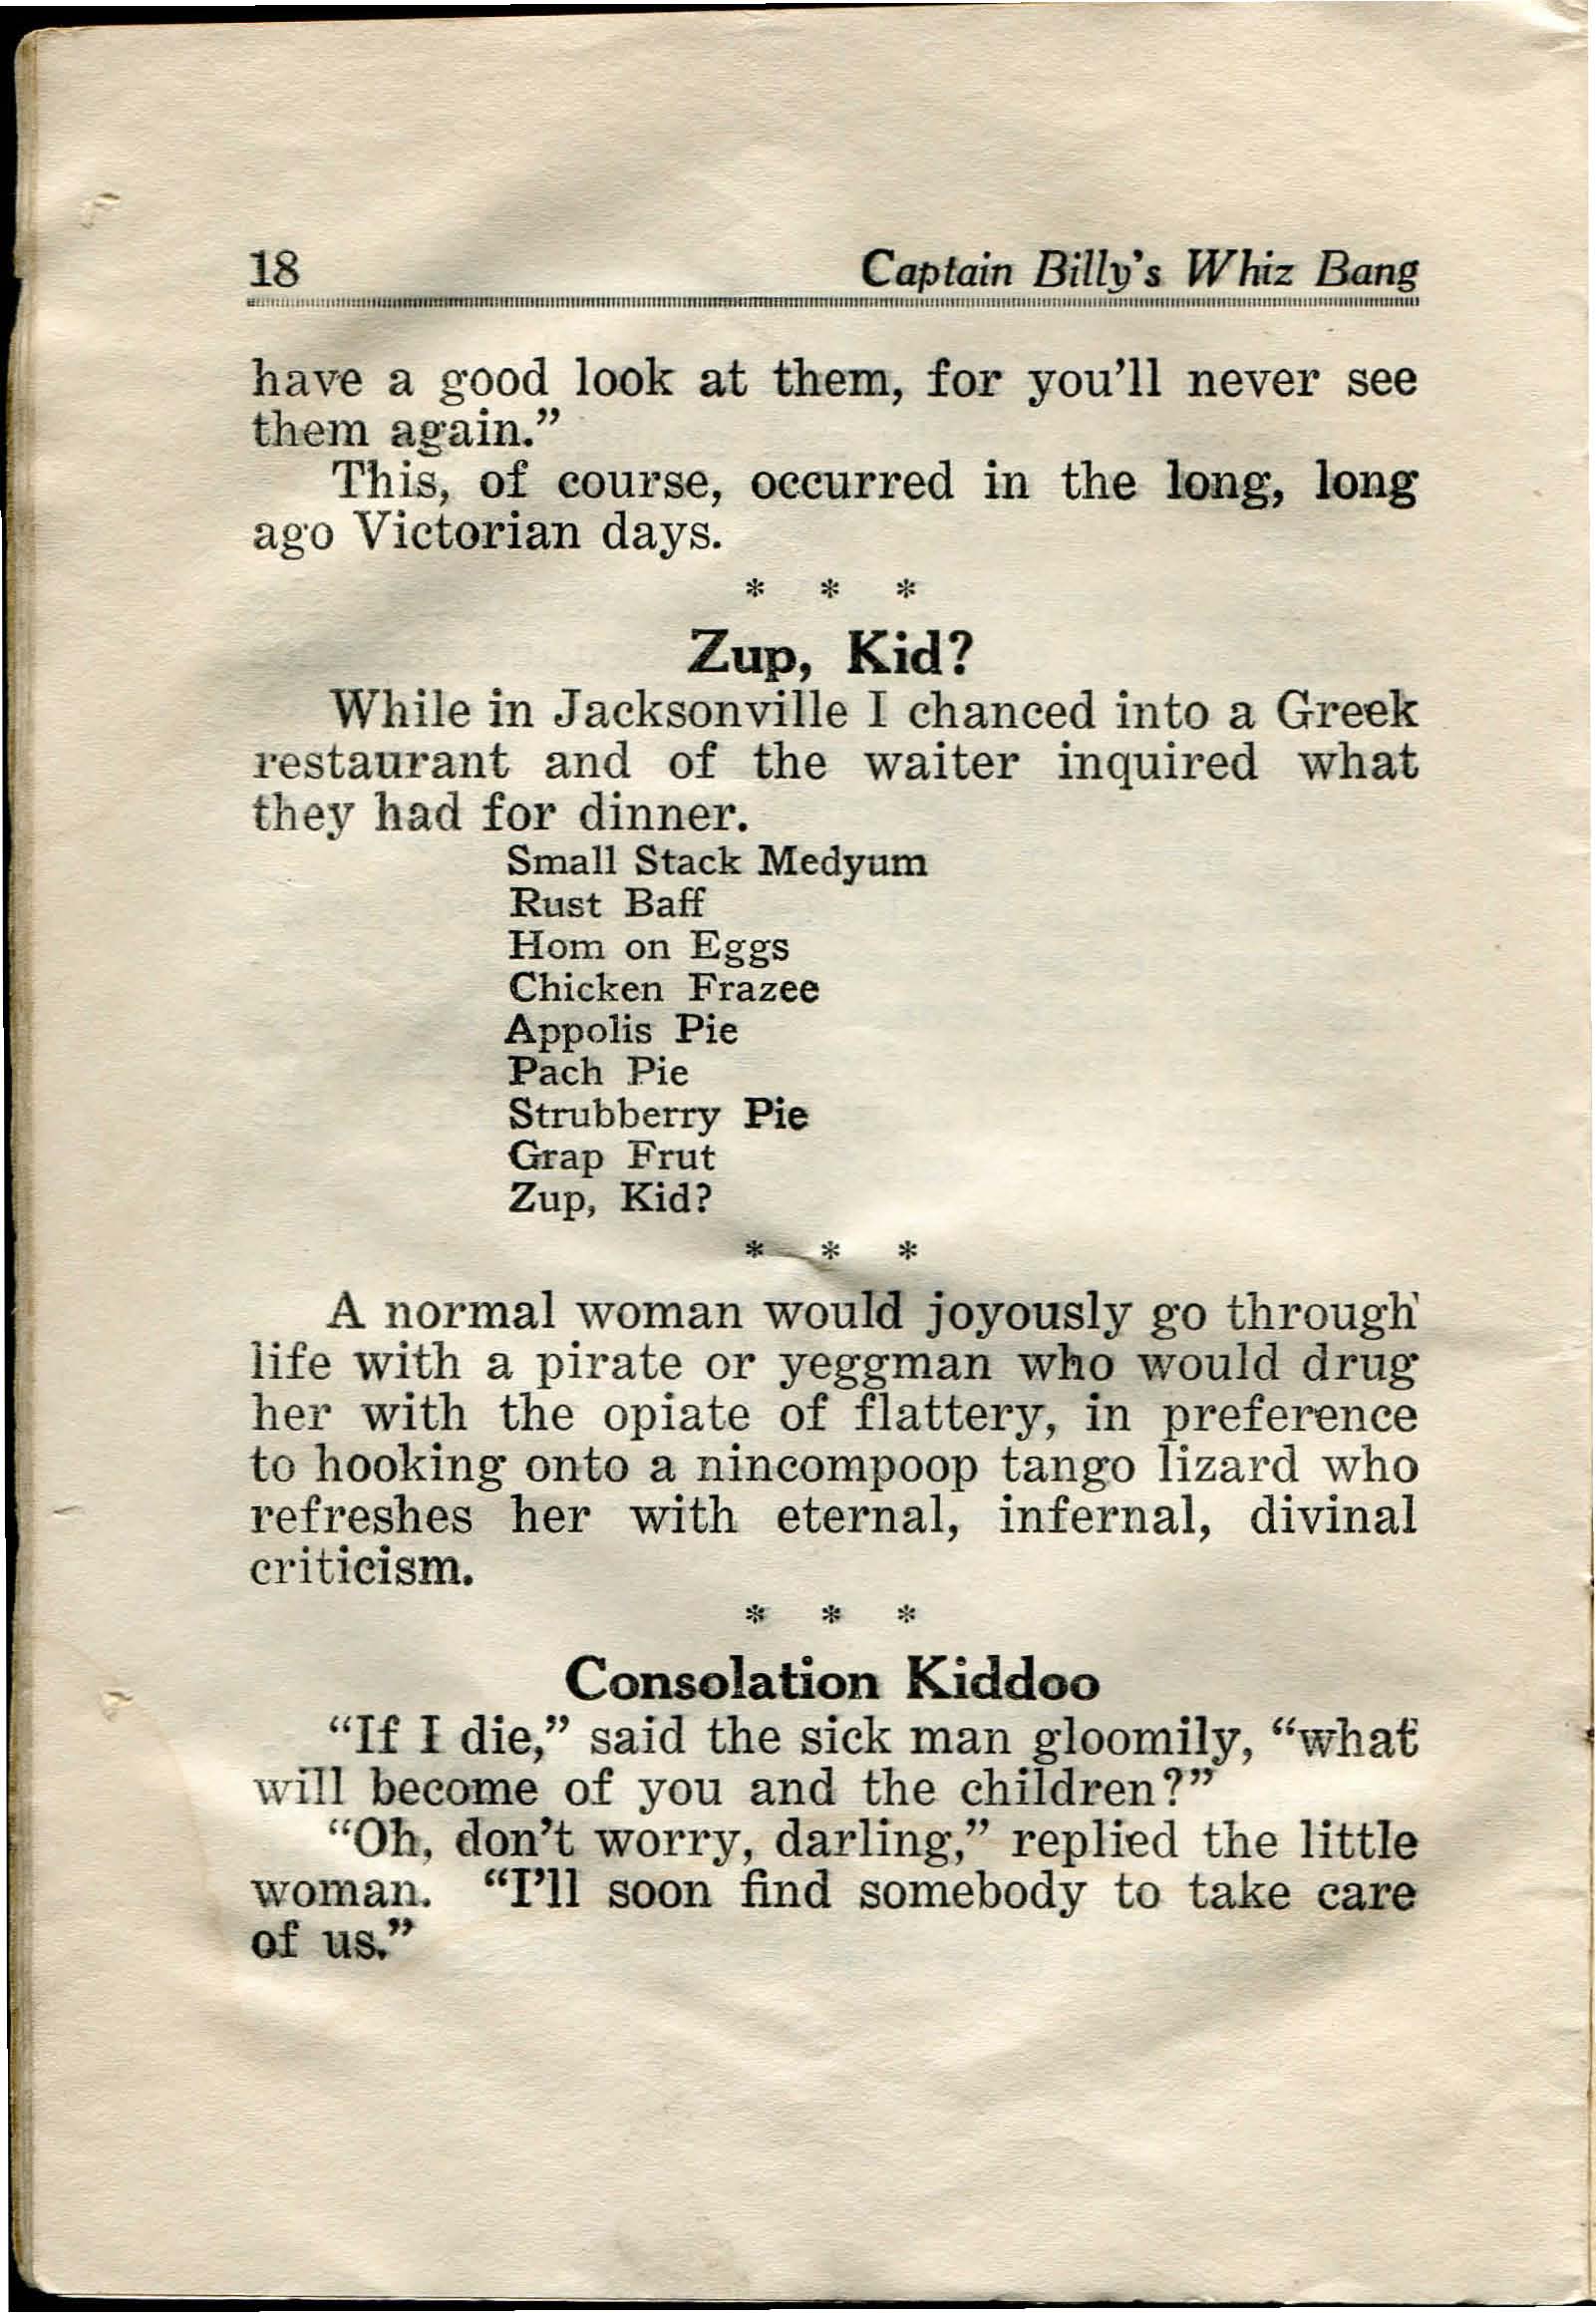 18 Captain Billy's Whiz Bang
have a good look at them, for you'll never see
them again.”
This, of course, occurred in the long, long
ago Victorian days.
* * *
Zup, Kid?
While in Jacksonville I chanced into a Greek
restaurant and of the waiter inquired what
they had for dinner.
Small Stack Medyum
Rust Baff
Hom on Eggs
Chicken Frazee
Appolis Pie
Pach Pie
Strubberry Pie
Grap Frut
Zup, Kid?
* * *
A normal woman would joyously go through
life with a pirate or yeggman who would drug
her with the opiate of flattery, in preference
to hooking onto a nincompoop tango lizard who
refreshes her with eternal, infernal, divinal
criticism.
* * *
Consolation Kiddoo
“If I die,” said the sick man gloomily, “what
will become of you and the children?”
“Oh, don't worry, darling,” replied the little
woman. “I'll soon find somebody to take care
of us.”